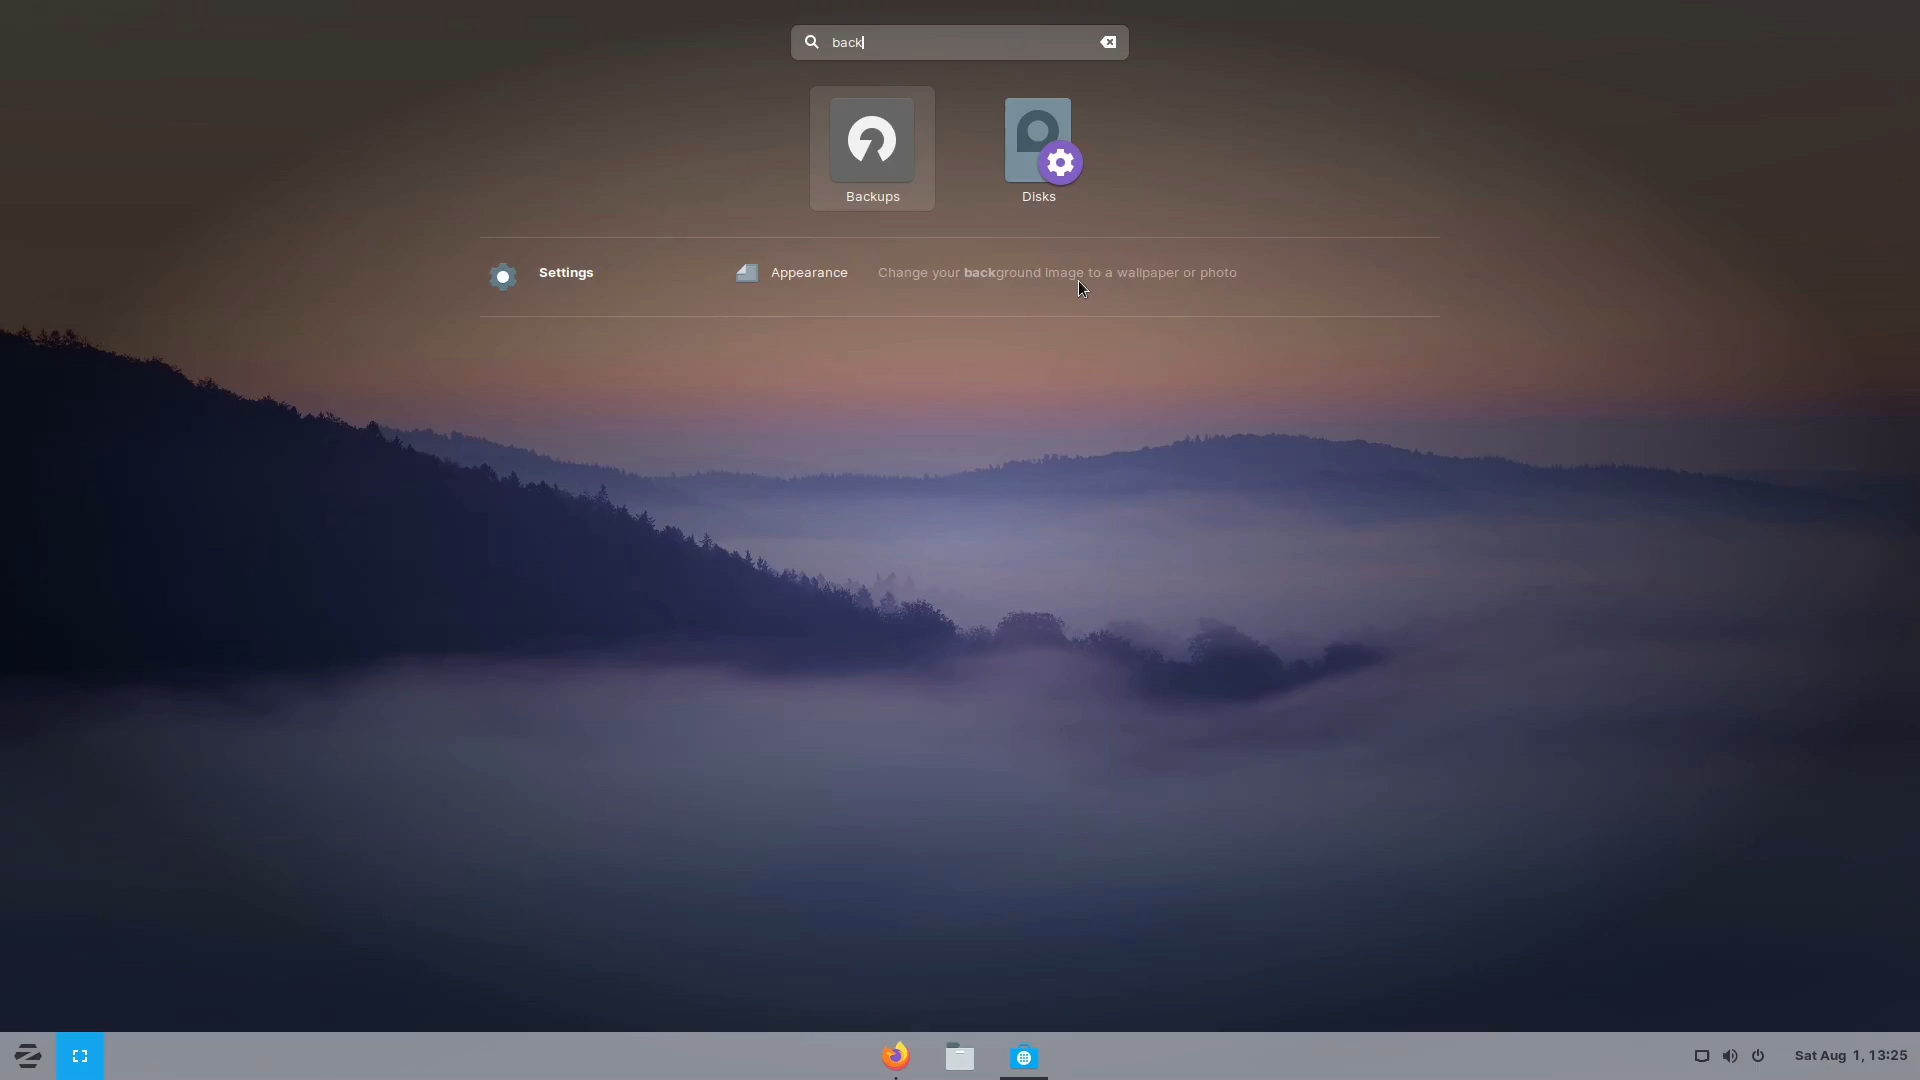 back
Backups
Disks
Settings
Appearance
Change your background image to a wallpaper or photo
Sat Aug 1, 13:25